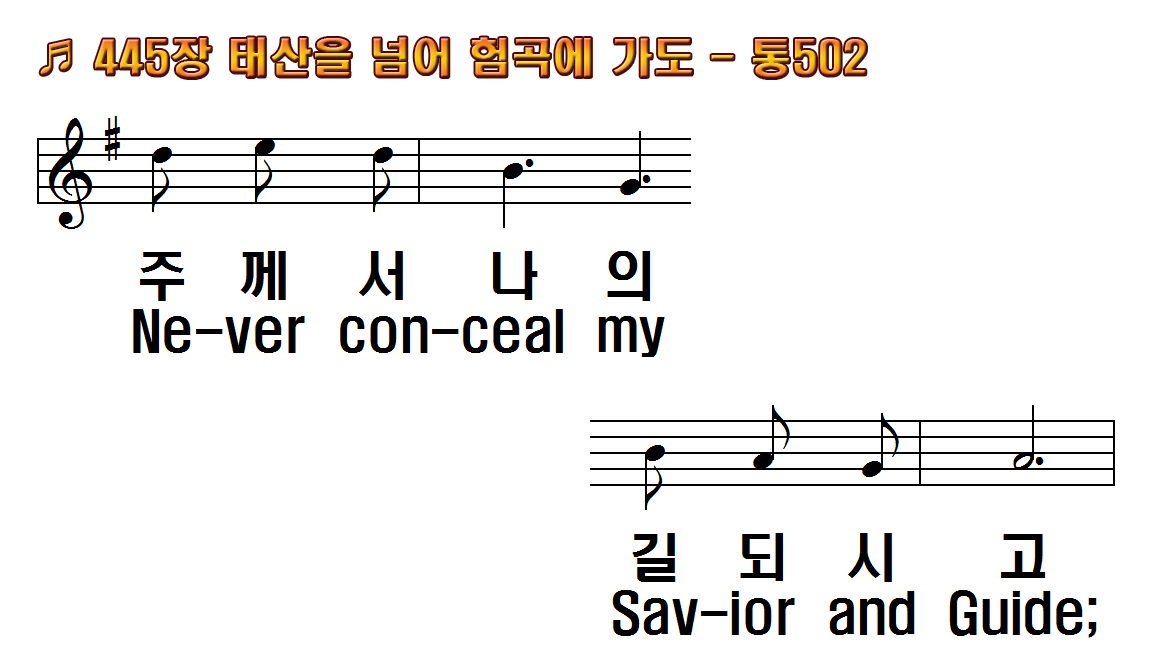 ♬ 445장 태산을 넘어 험곡에 가도 - 통502
주 께 서 나 의
Ne-ver con-ceal my
길 되 시 고
Sav-ior and Guide;